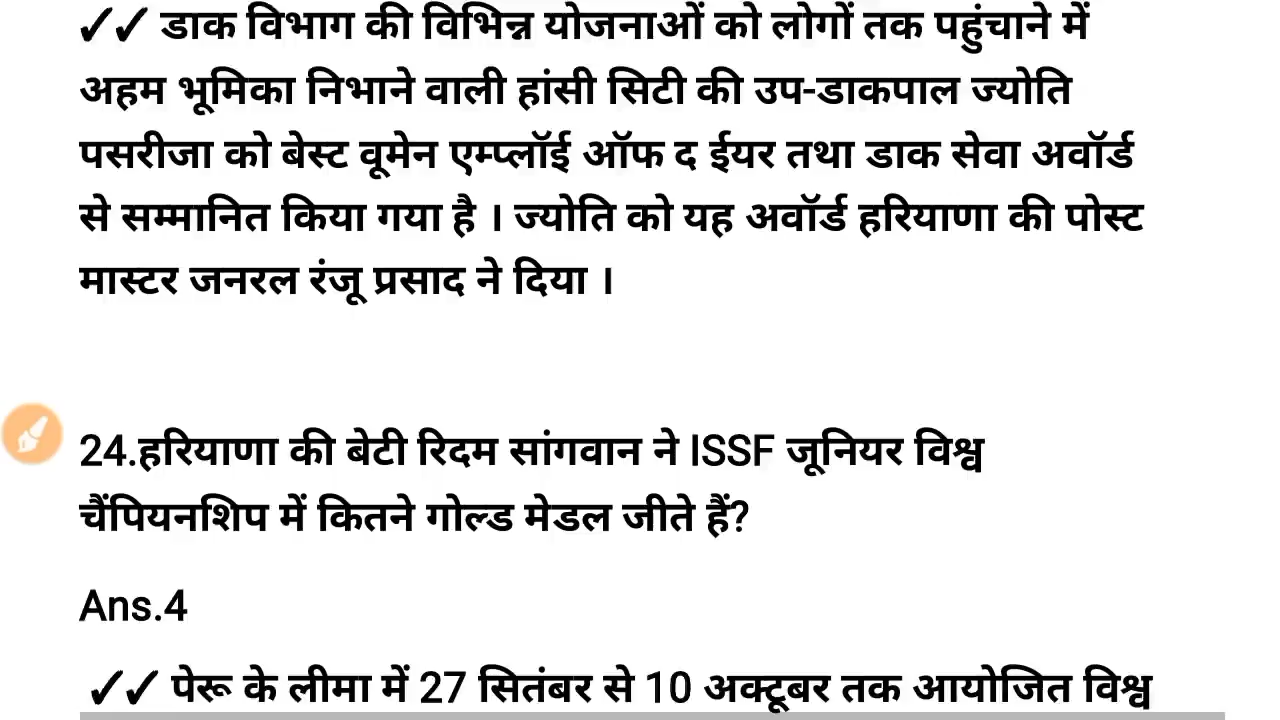 ✓✓ डाक विभाग की विभिन्न योजनाओं को लोगों तक पहुंचाने में
अहम भूमिका निभाने वाली हांसी सिटी की उप-डाकपाल ज्योति
पसरीजा को बेस्ट वूमेन एम्प्लॉई ऑफ द ईयर तथा डाक सेवा अवॉर्ड
से सम्मानित किया गया है । ज्योति को यह अवॉर्ड हरियाणा की पोस्ट
मास्टर जनरल रंजू प्रसाद ने दिया ।
24.हरियाणा की बेटी रिदम सांगवान ने ISSF जूनियर विश्व
चैंपियनशिप में कितने गोल्ड मेडल जीते हैं?
Ans.4
✓✓ पेरू के लीमा में 27 सितंबर से 10 अक्टूबर तक आयोजित विश्व